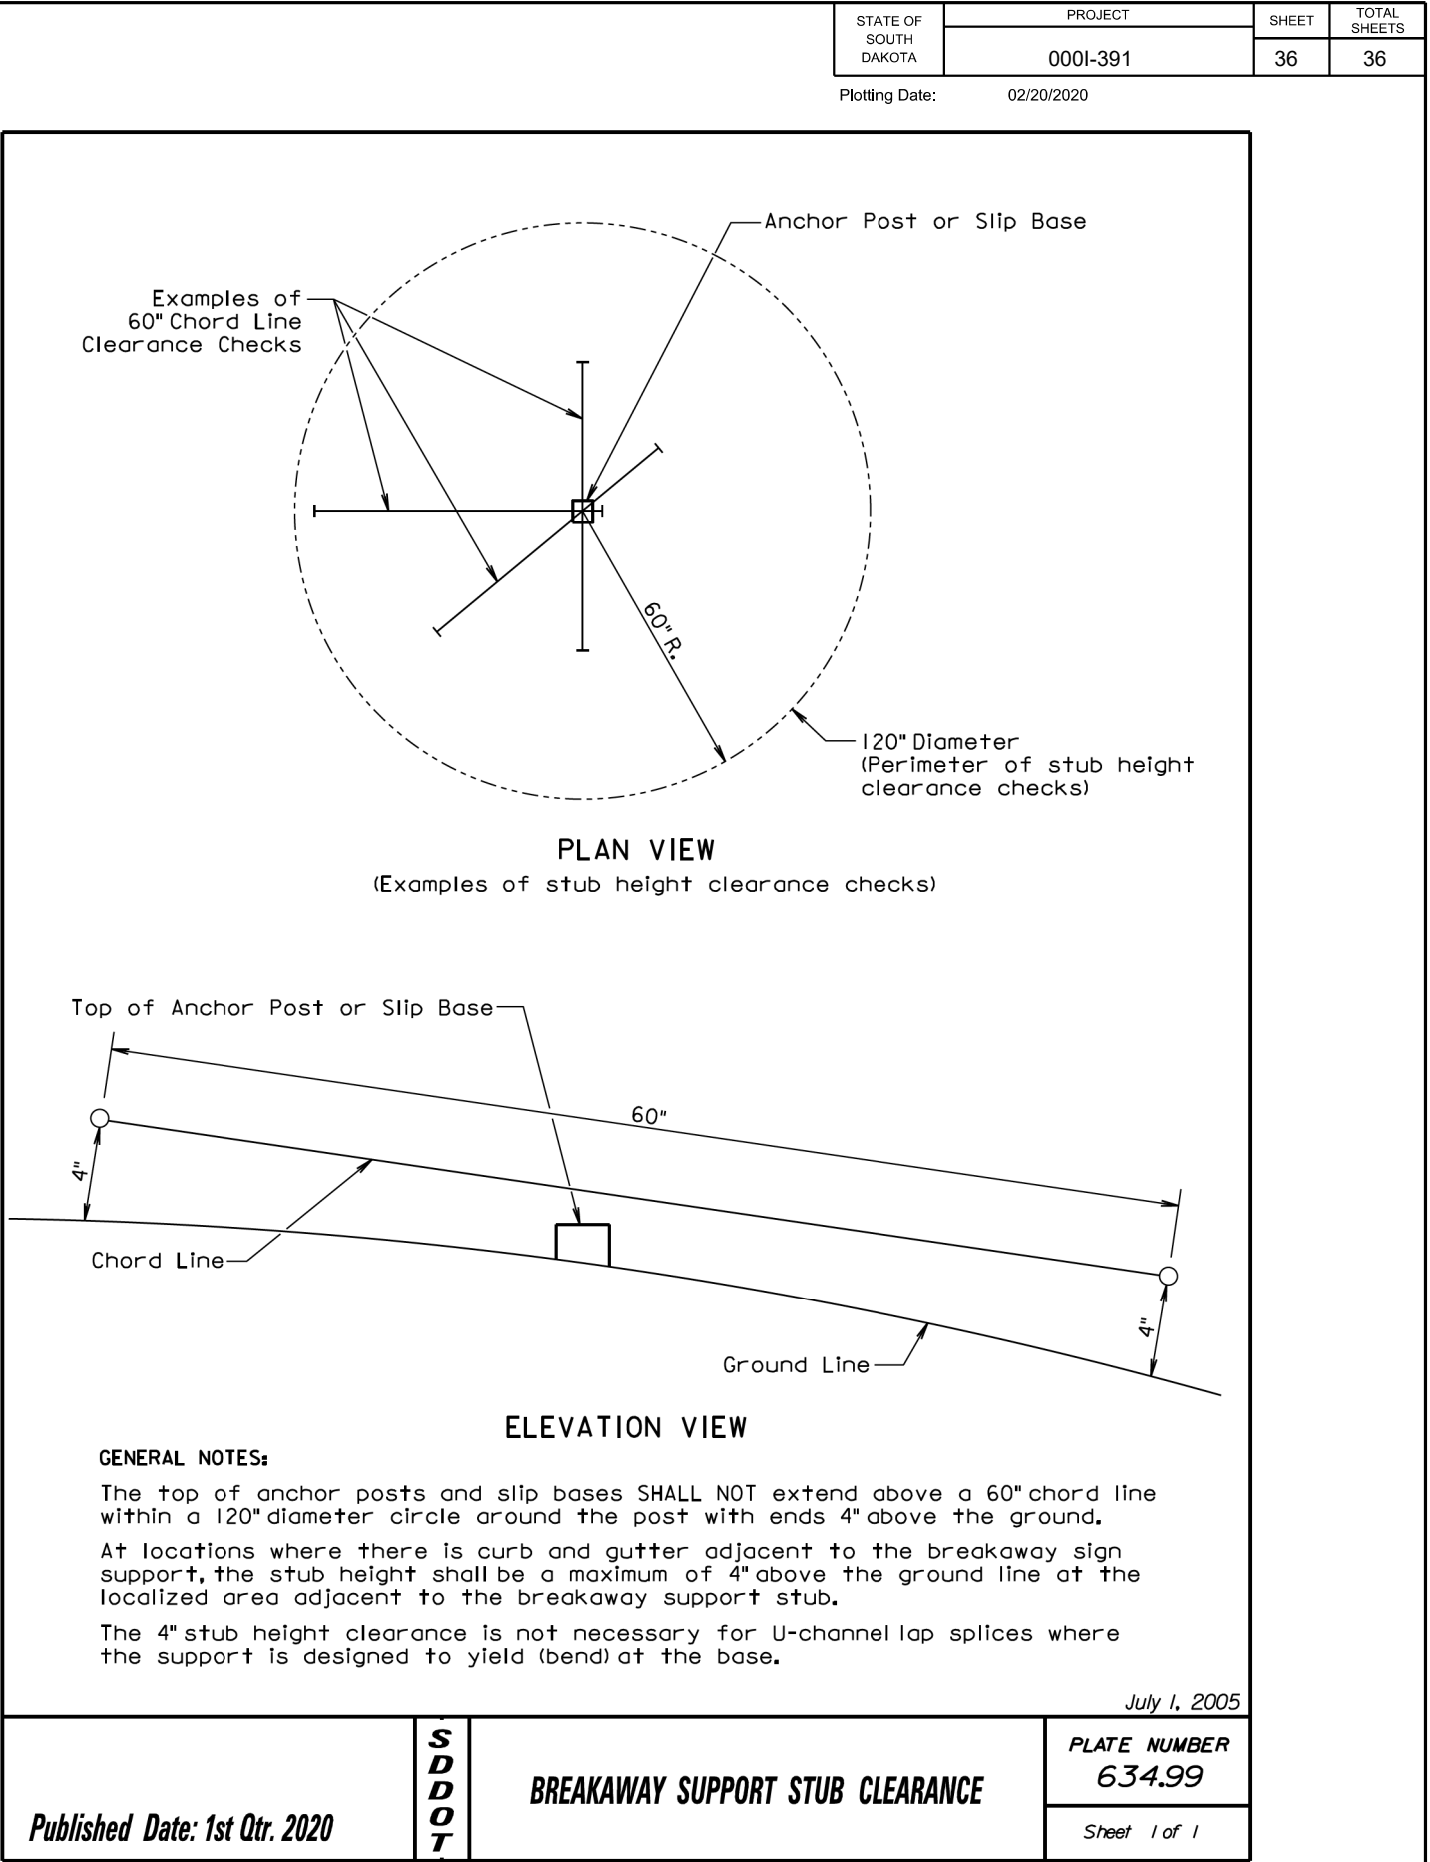 STATE OF
SOUTH
DAKOTA
PROJECT
000I-391
SHEET
36
TOTAL
SHEETS
36
Plotting Date: 02/20/2020
Anchor Post or Slip Base
Examples of
60" Chord Line
Clearance Checks
60" R.
120" Diameter
(Perimeter of stub height
clearance checks)
PLAN VIEW
(Examples of stub height clearance checks)
Top of Anchor Post or Slip Base
60"
4"
Chord Line
4"
Ground Line
ELEVATION VIEW
GENERAL NOTES:
The top of anchor posts and slip bases SHALL NOT extend above a 60" chord line
within a 120" diameter circle around the post with ends 4" above the ground.
At locations where there is curb and gutter adjacent to the breakaway sign
support, the stub height shall be a maximum of 4" above the ground line at the
localized area adjacent to the breakaway support stub.
The 4" stub height clearance is not necessary for U-channel lap splices where
the support is designed to yield (bend) at the base.
July 1, 2005
Published Date: 1st Qtr. 2020
SDDOT
BREAKAWAY SUPPORT STUB CLEARANCE
PLATE NUMBER
634.99
Sheet 1 of 1